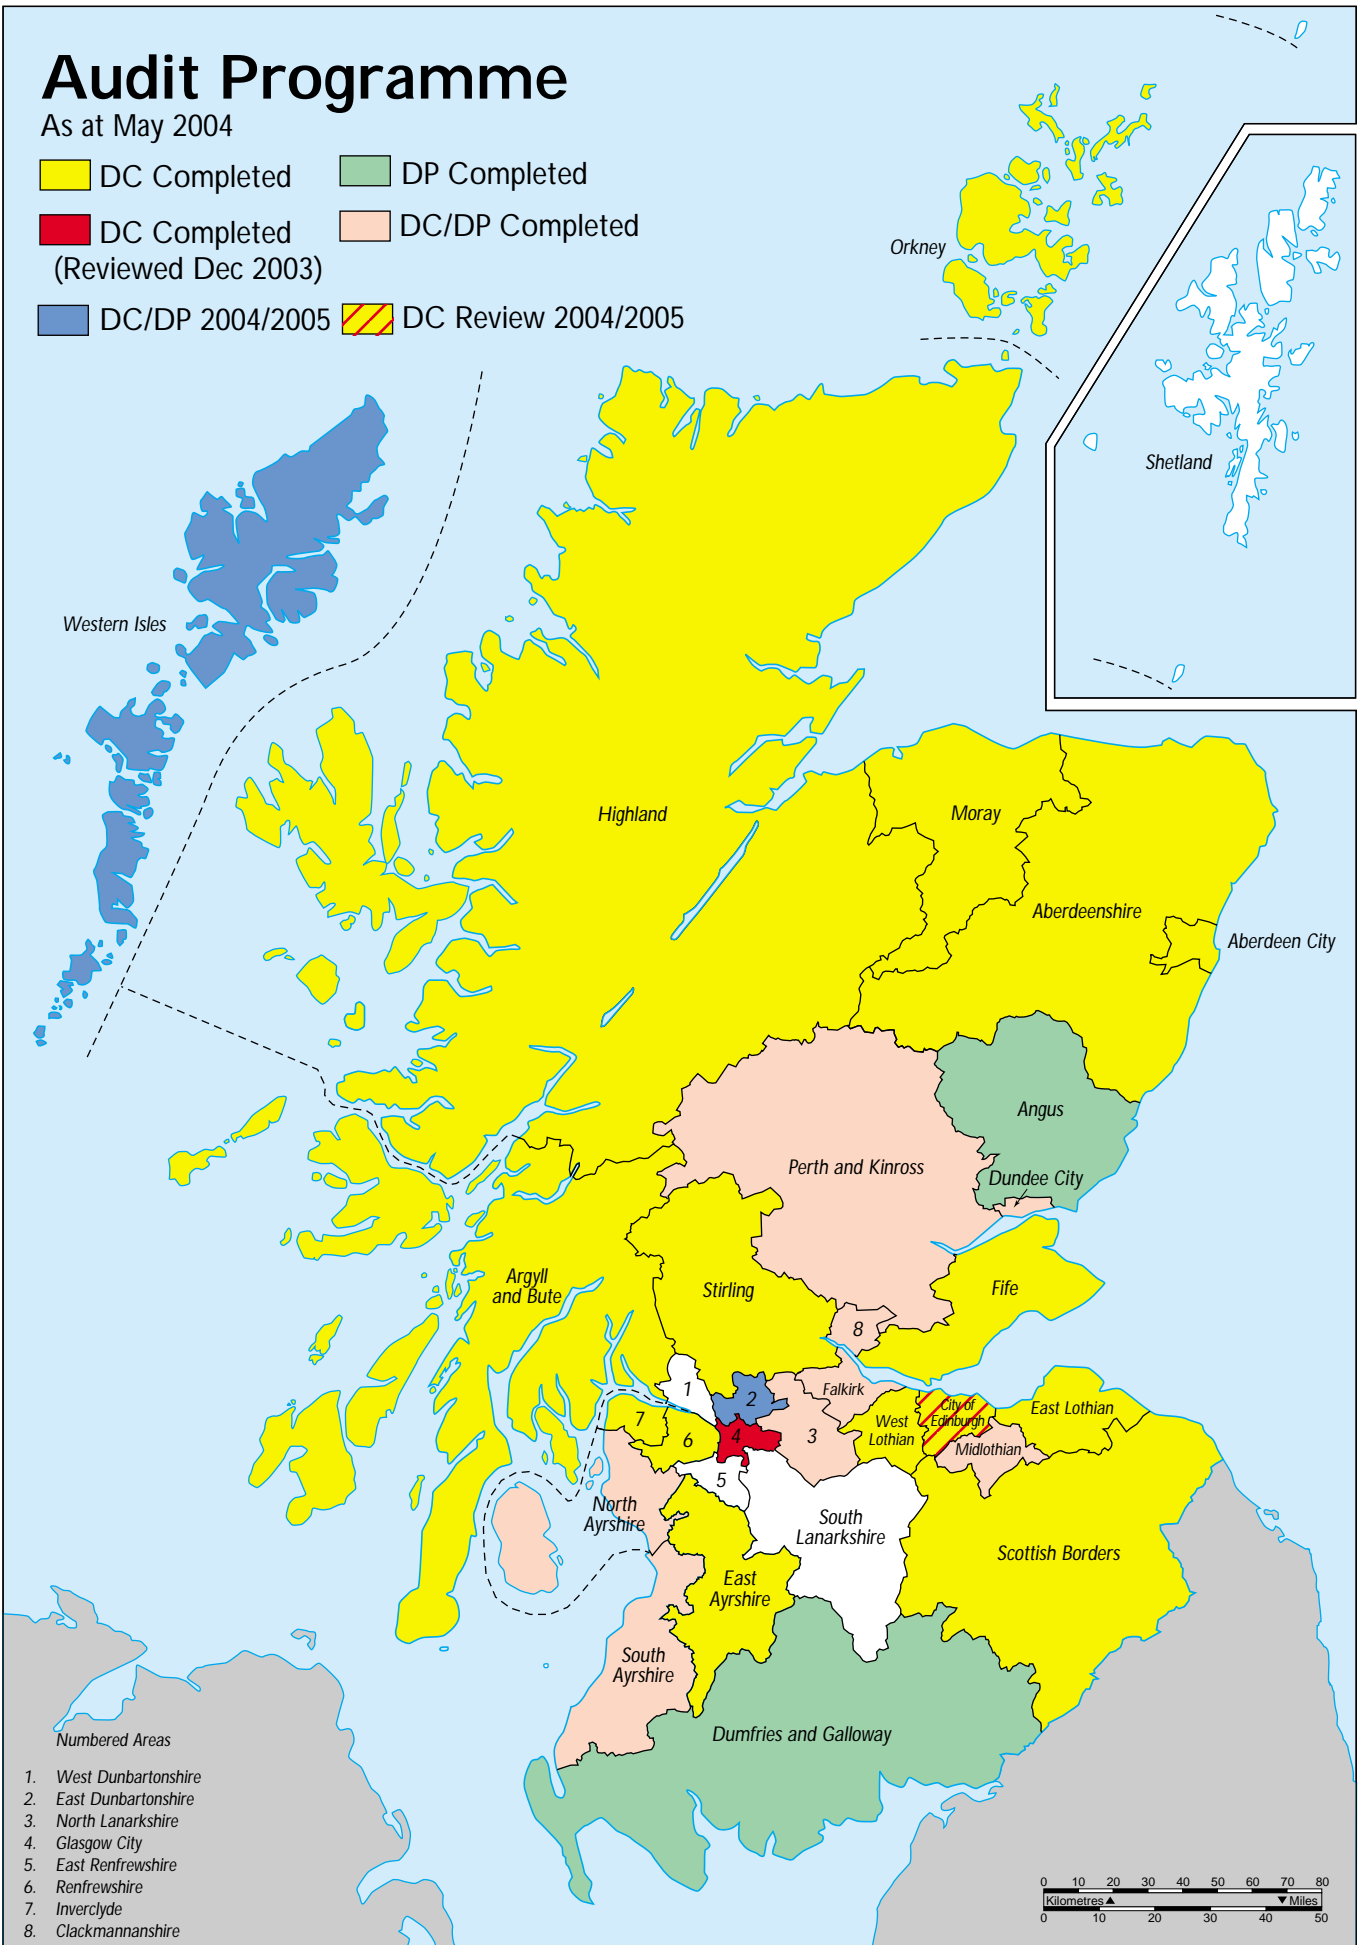 Audit Programme
As at May 2004
DC Completed
DP Completed
DC Completed
(Reviewed Dec 2003)
DC/DP Completed
DC/DP 2004/2005
DC Review 2004/2005
Orkney
Shetland
Western Isles
Highland
Moray
Aberdeenshire
Aberdeen City
Angus
Perth and Kinross
Dundee City
Argyll
and Bute
Stirling
Fife
8
1
2
Falkirk
7
6
4
3
West
Lothian
City of
Edinburgh
East Lothian
Midlothian
5
North
Ayrshire
South
Lanarkshire
Scottish Borders
East
Ayrshire
South
Ayrshire
Dumfries and Galloway
Numbered Areas
1. West Dunbartonshire
2. East Dunbartonshire
3. North Lanarkshire
4. Glasgow City
5. East Renfrewshire
6. Renfrewshire
7. Inverclyde
8. Clackmannanshire
0 10 20 30 40 50 60 70 80
Kilometres ▲ ▼ Miles
0 10 20 30 40 50